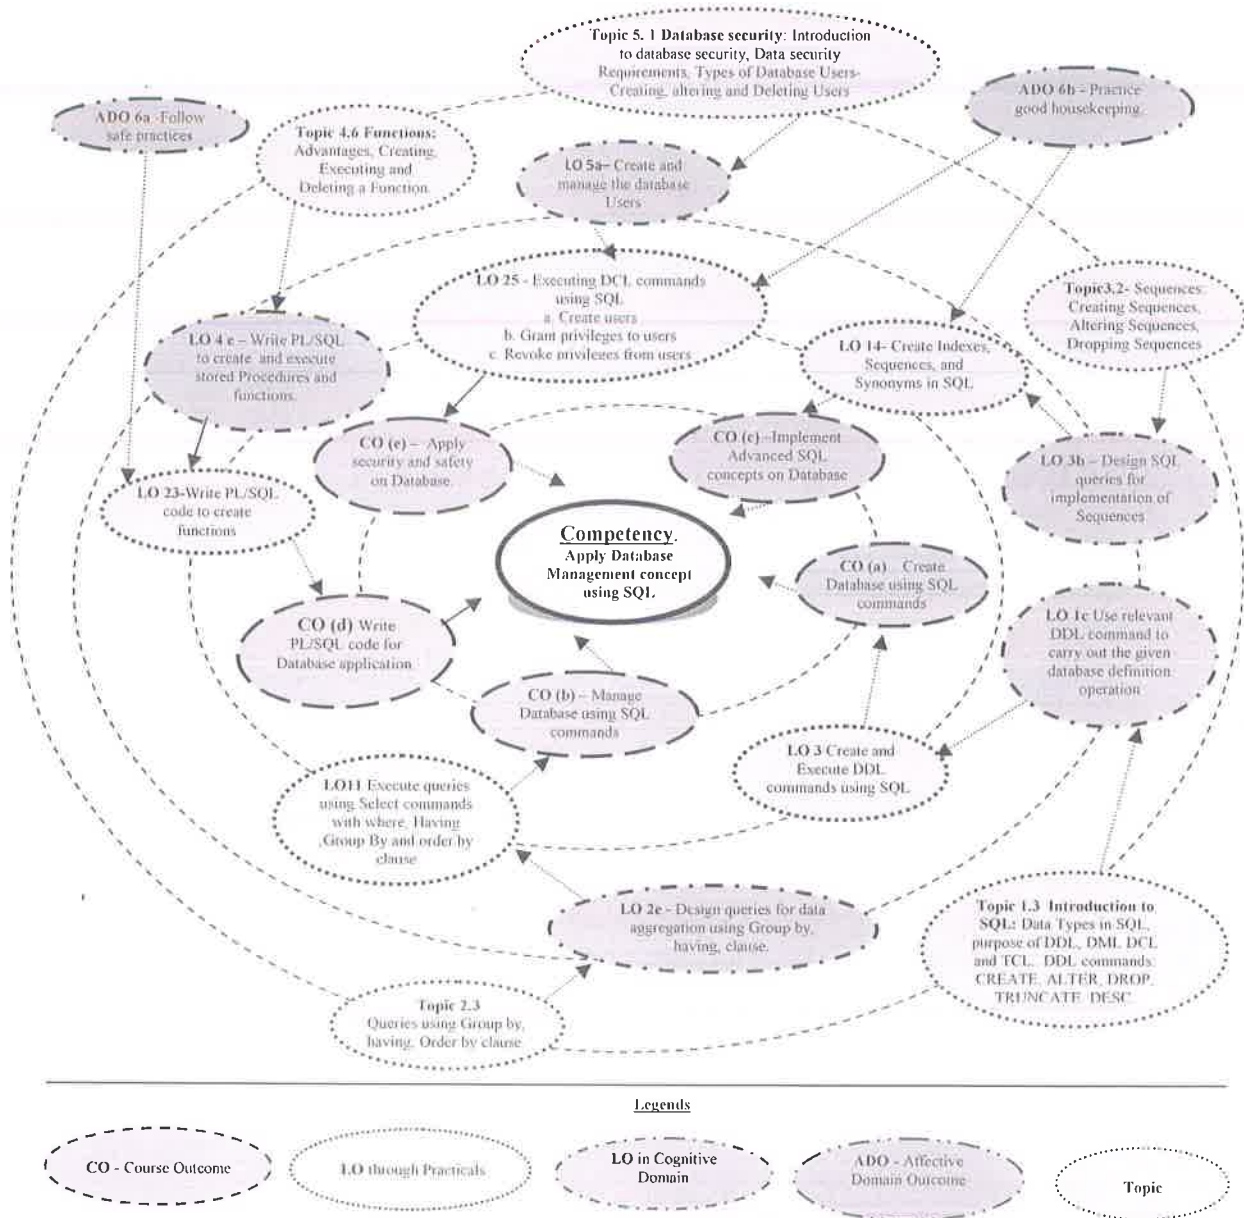 Topic 5. 1 Database security: Introduction
to database security, Data security
Requirements, Types of Database Users-
Creating, altering and Deleting Users
ADO 6a -Follow
safe practices
Topic 4.6 Functions:
Advantages, Creating,
Executing and
Deleting a Function.
LO 5a– Create and
manage the database
Users
ADO 6b - Practice
good housekeeping.
LO 25 - Executing DCL commands
using SQL
a. Create users
b. Grant privileges to users
c. Revoke privileges from users
Topic3.2- Sequences:
Creating Sequences,
Altering Sequences,
Dropping Sequences
LO 4 e – Write PL/SQL
to create and execute
stored Procedures and
functions.
LO 14- Create Indexes,
Sequences, and
Synonyms in SQL
CO (e) – Apply
security and safety
on Database.
CO (c) –Implement
Advanced SQL
concepts on Database
LO 3b – Design SQL
queries for
implementation of
Sequences
LO 23-Write PL/SQL
code to create
functions
Competency.
Apply Database
Management concept
using SQL
CO (a) – Create
Database using SQL
commands
CO (d) Write
PL/SQL code for
Database application
LO 1c Use relevant
DDL command to
carry out the given
database definition
operation
CO (b) – Manage
Database using SQL
commands
LO 3 Create and
Execute DDL
commands using SQL
LO11 Execute queries
using Select commands
with where, Having
,Group By and order by
clause
LO 2e - Design queries for data
aggregation using Group by,
having, clause.
Topic 1.3 Introduction to
SQL: Data Types in SQL,
purpose of DDL, DML DCL
and TCL. DDL commands:
CREATE, ALTER, DROP,
TRUNCATE, DESC.
Topic 2.3
Queries using Group by,
having, Order by clause
Legends
CO - Course Outcome
LO through Practicals
LO in Cognitive
Domain
ADO - Affective
Domain Outcome
Topic